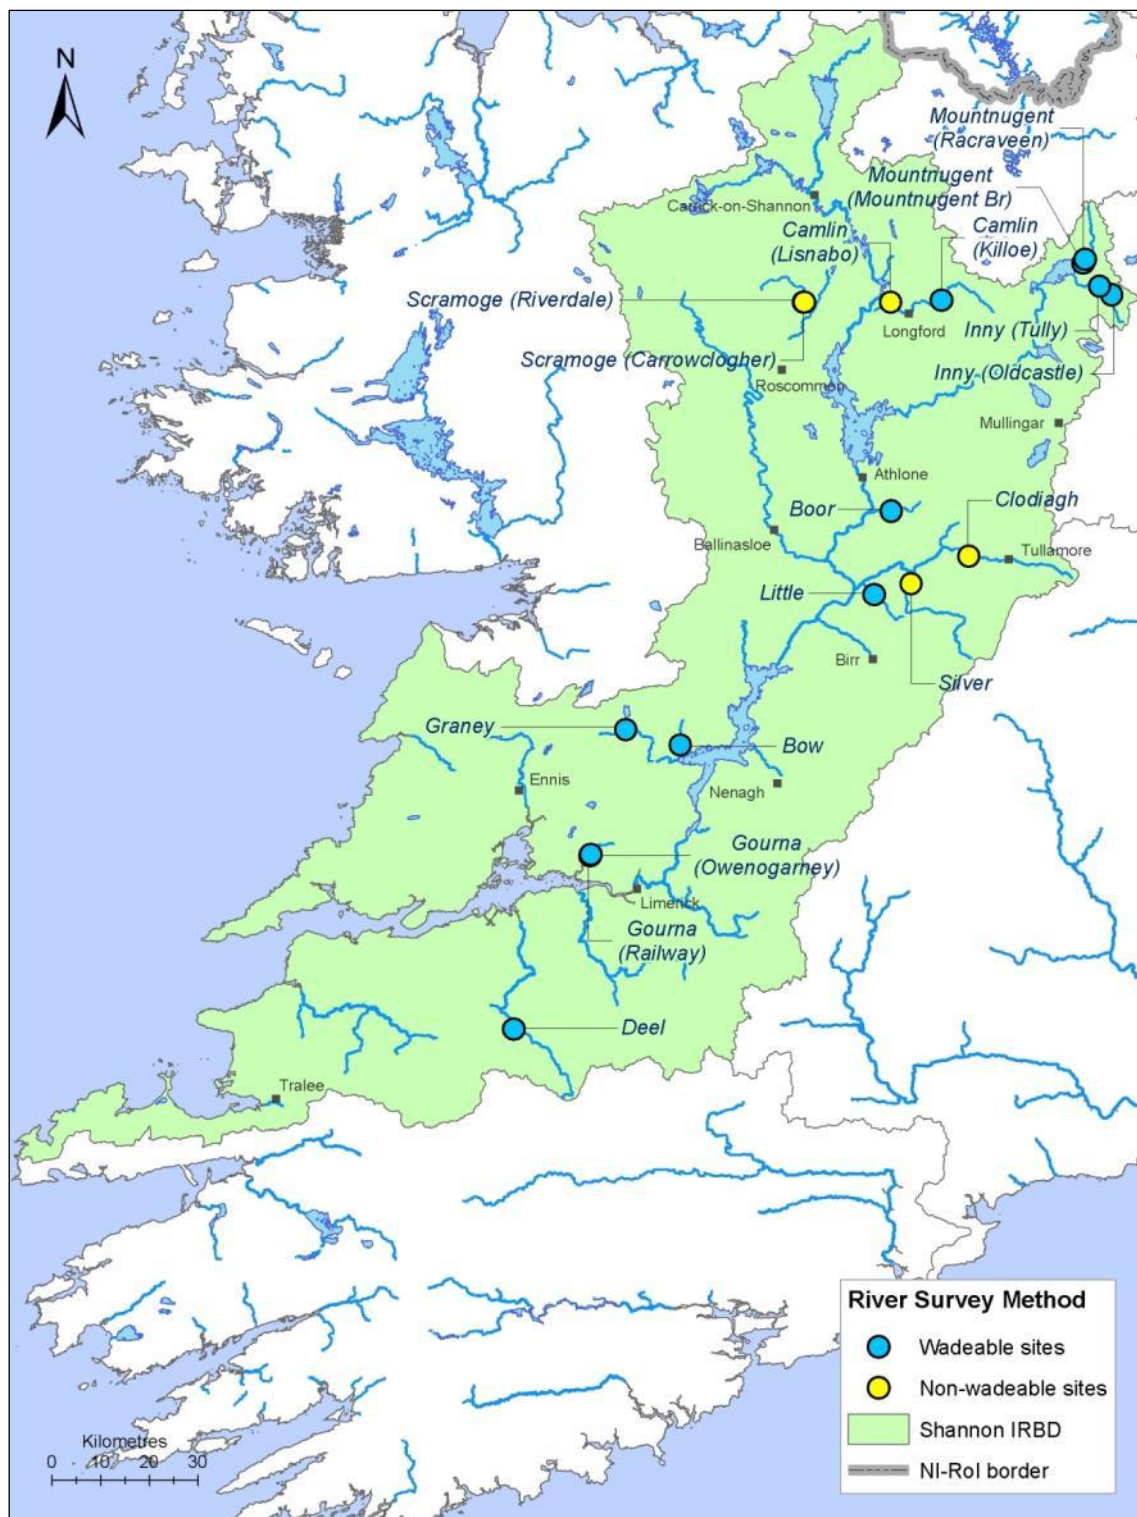 N
Mountnugent
(Racraveen)
Mountnugent
(Mountnugent Br)
Carrick-on-Shannon
Camlin
(Lisnabo)
Camlin
(Killoe)
Scramoge (Riverdale)
Longford
Inny (Tully)
Scramoge (Carrowclogher)
Roscommon
Inny (Oldcastle)
Mullingar
Athlone
Boor
Clodiagh
Ballinasloe
Tullamore
Little
Birr
Silver
Graney
Bow
Ennis
Nenagh
Gourna
(Owenogarney)
Limerick
Gourna
(Railway)
Deel
Tralee
River Survey Method
Wadeable sites
Non-wadeable sites
Shannon IRBD
NI-RoI border
Kilometres
0 10 20 30